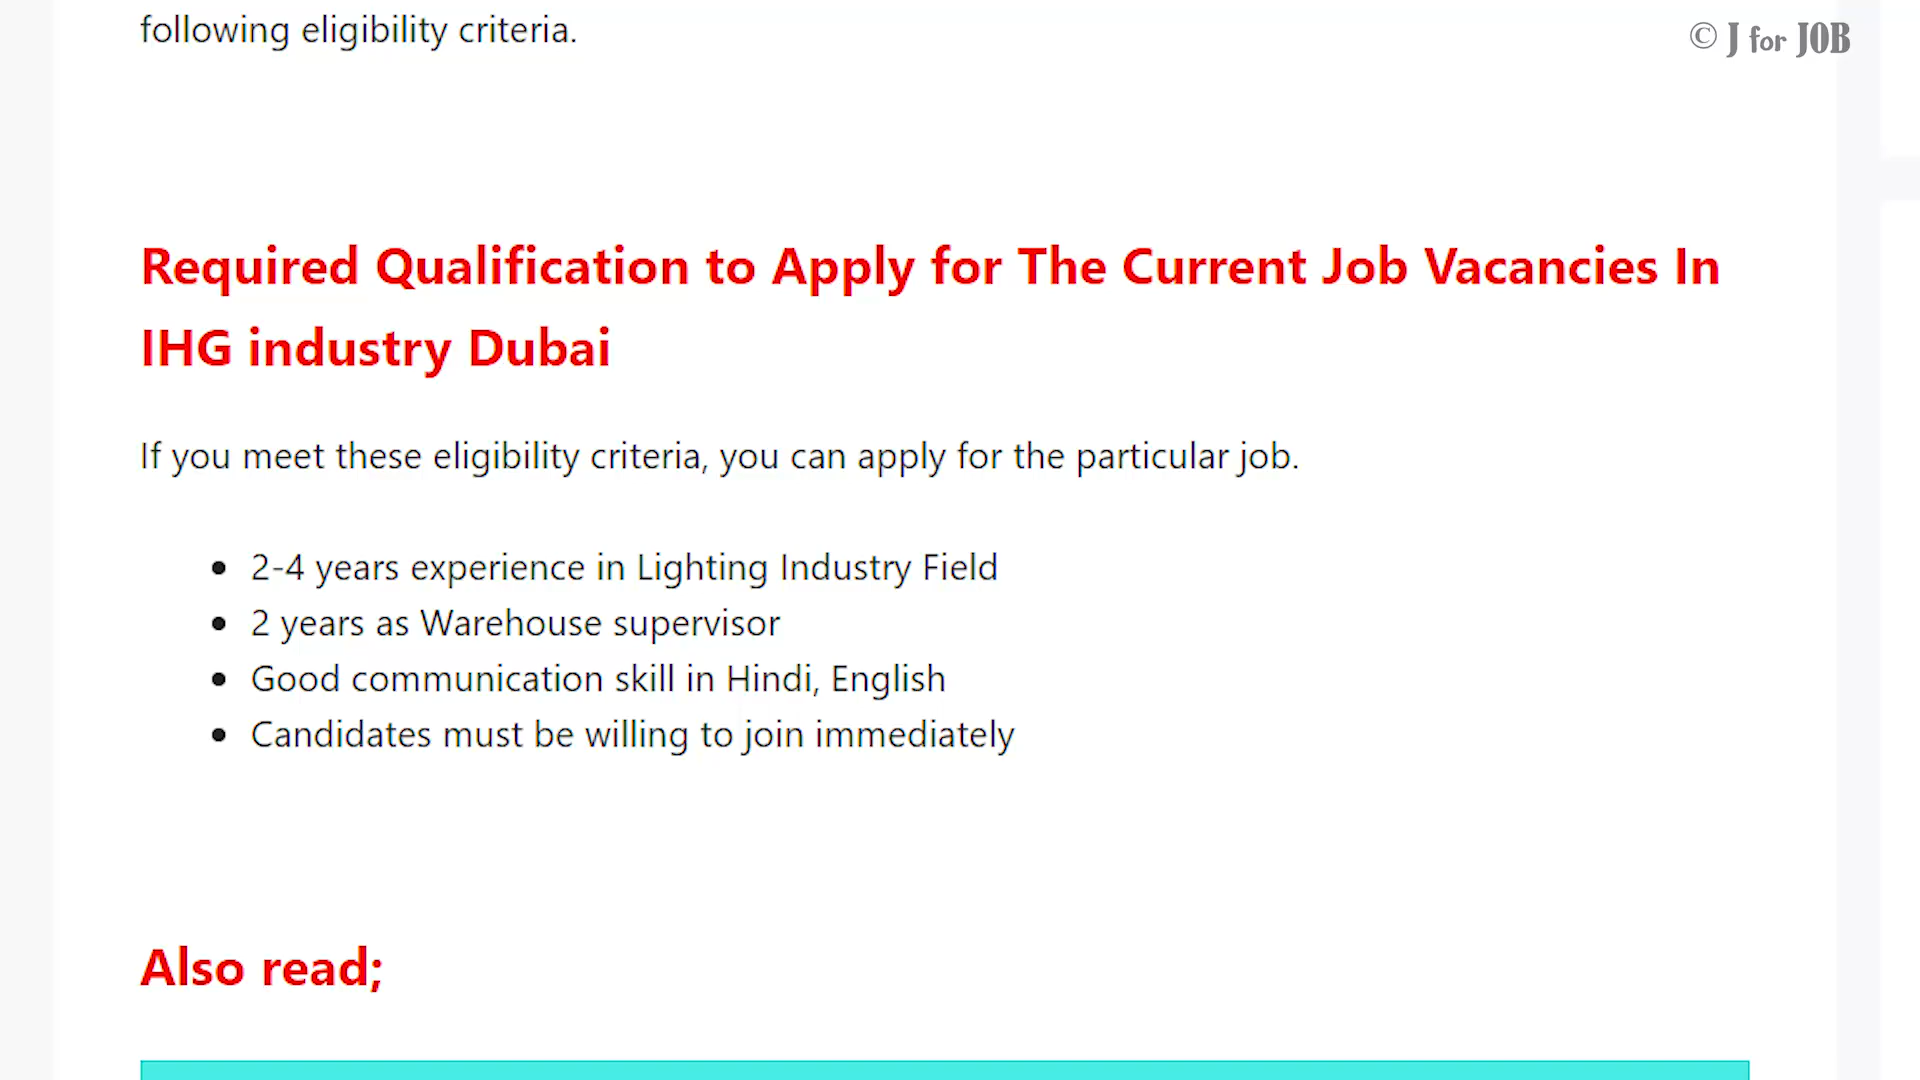 following eligibility criteria.
© J for JOB
Required Qualification to Apply for The Current Job Vacancies In
IHG industry Dubai
If you meet these eligibility criteria, you can apply for the particular job.
• 2-4 years experience in Lighting Industry Field
• 2 years as Warehouse supervisor
• Good communication skill in Hindi, English
• Candidates must be willing to join immediately
Also read;